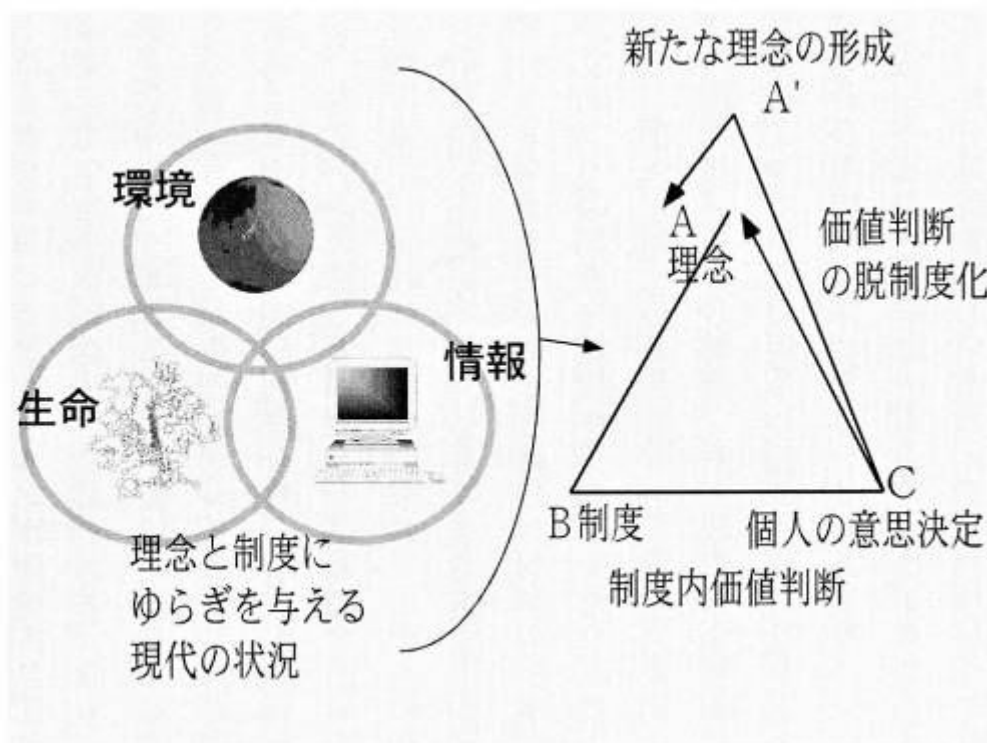 環境
生命
情報
理念と制度に
ゆらぎを与える
現代の状況
新たな理念の形成
A'
A
理念
価値判断
の脱制度化
B制度
C
個人の意思決定
制度内価値判断